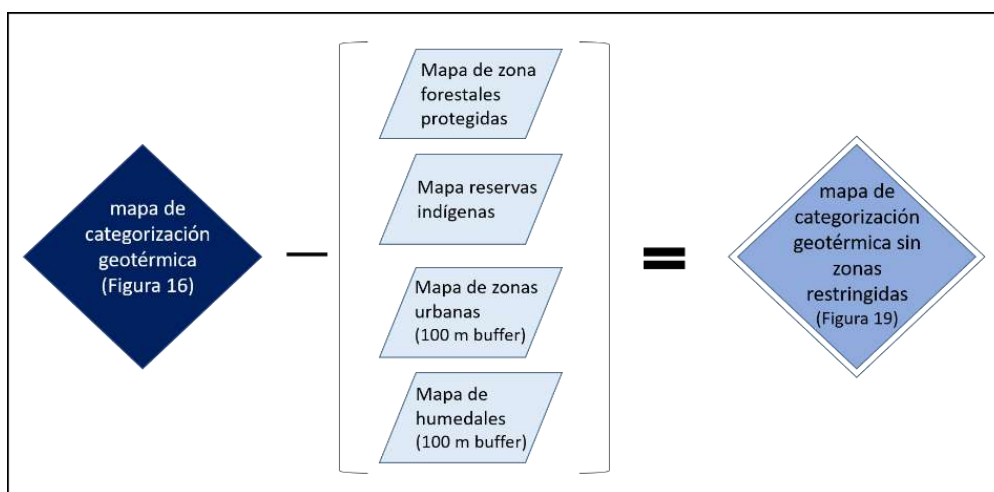 mapa de
categorización
geotérmica
(Figura 16)
—
Mapa de zona
forestales
protegidas
Mapa reservas
indígenas
Mapa de zonas
urbanas
(100 m buffer)
Mapa de
humedales
(100 m buffer)
=
mapa de
categorización
geotérmica sin
zonas
restringidas
(Figura 19)